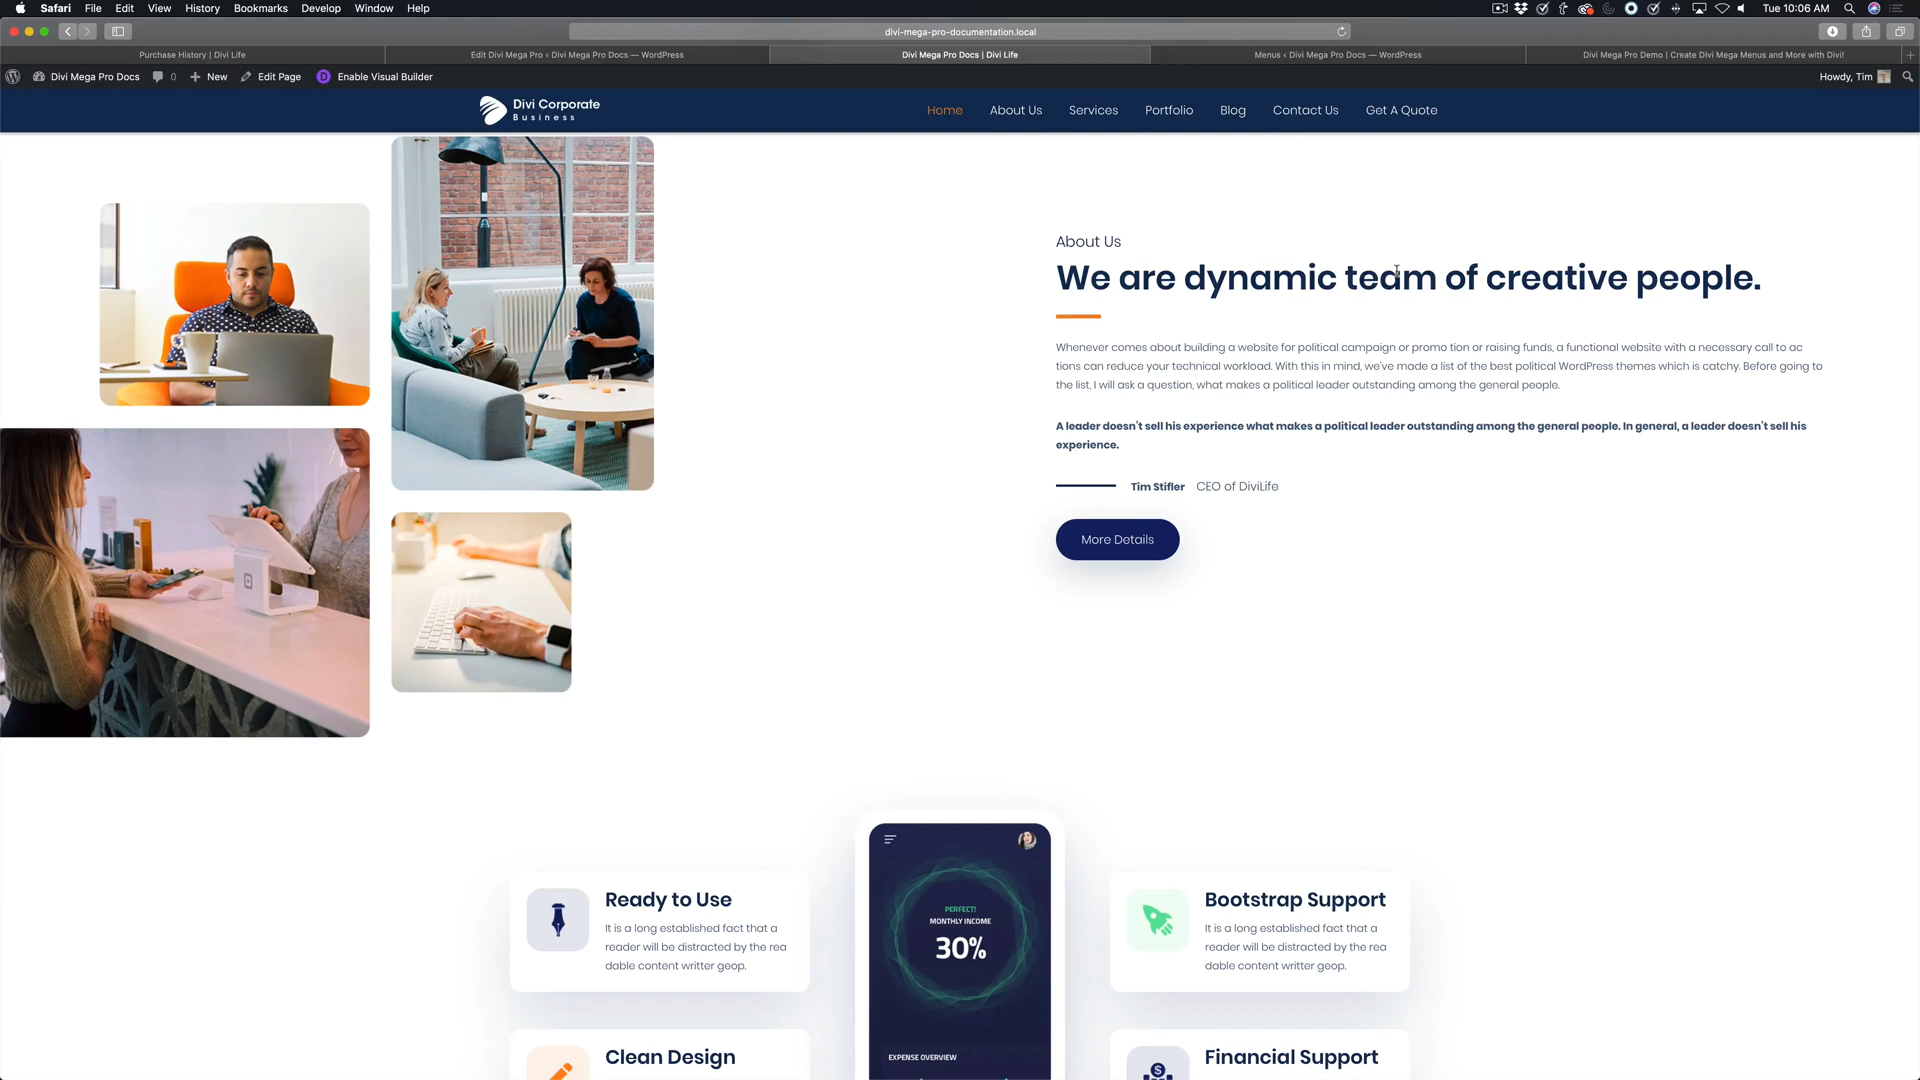 Safari File Edit View History Bookmarks Develop Window Help Tue 10:06 AM
divi-mega-pro-documentation.local
Purchase History | Divi Life
Edit Divi Mega Pro ‹ Divi Mega Pro Docs — WordPress
Divi Mega Pro Docs | Divi Life
Menus ‹ Divi Mega Pro Docs — WordPress
Divi Mega Pro Demo | Create Divi Mega Menus and More with Divi!
Divi Mega Pro Docs 0 New Edit Page Enable Visual Builder Howdy, Tim
Divi Corporate
Business
Home About Us Services Portfolio Blog Contact Us Get A Quote
About Us
We are dynamic team of creative people.
Whenever comes about building a website for political campaign or promo tion or raising funds, a functional website with a necessary call to ac
tions can reduce your technical workload. With this in mind, we've made a list of the best political WordPress themes which is catchy. Before going to
the list, I will ask a question, what makes a political leader outstanding among the general people.
A leader doesn't sell his experience what makes a political leader outstanding among the general people. In general, a leader doesn't sell his
experience.
Tim Stifler CEO of DiviLife
More Details
Ready to Use
It is a long established fact that a
reader will be distracted by the rea
dable content writter geop.
Clean Design
PERFECT!
MONTHLY INCOME
30%
EXPENSE OVERVIEW
Bootstrap Support
It is a long established fact that a
reader will be distracted by the rea
dable content writter geop.
Financial Support